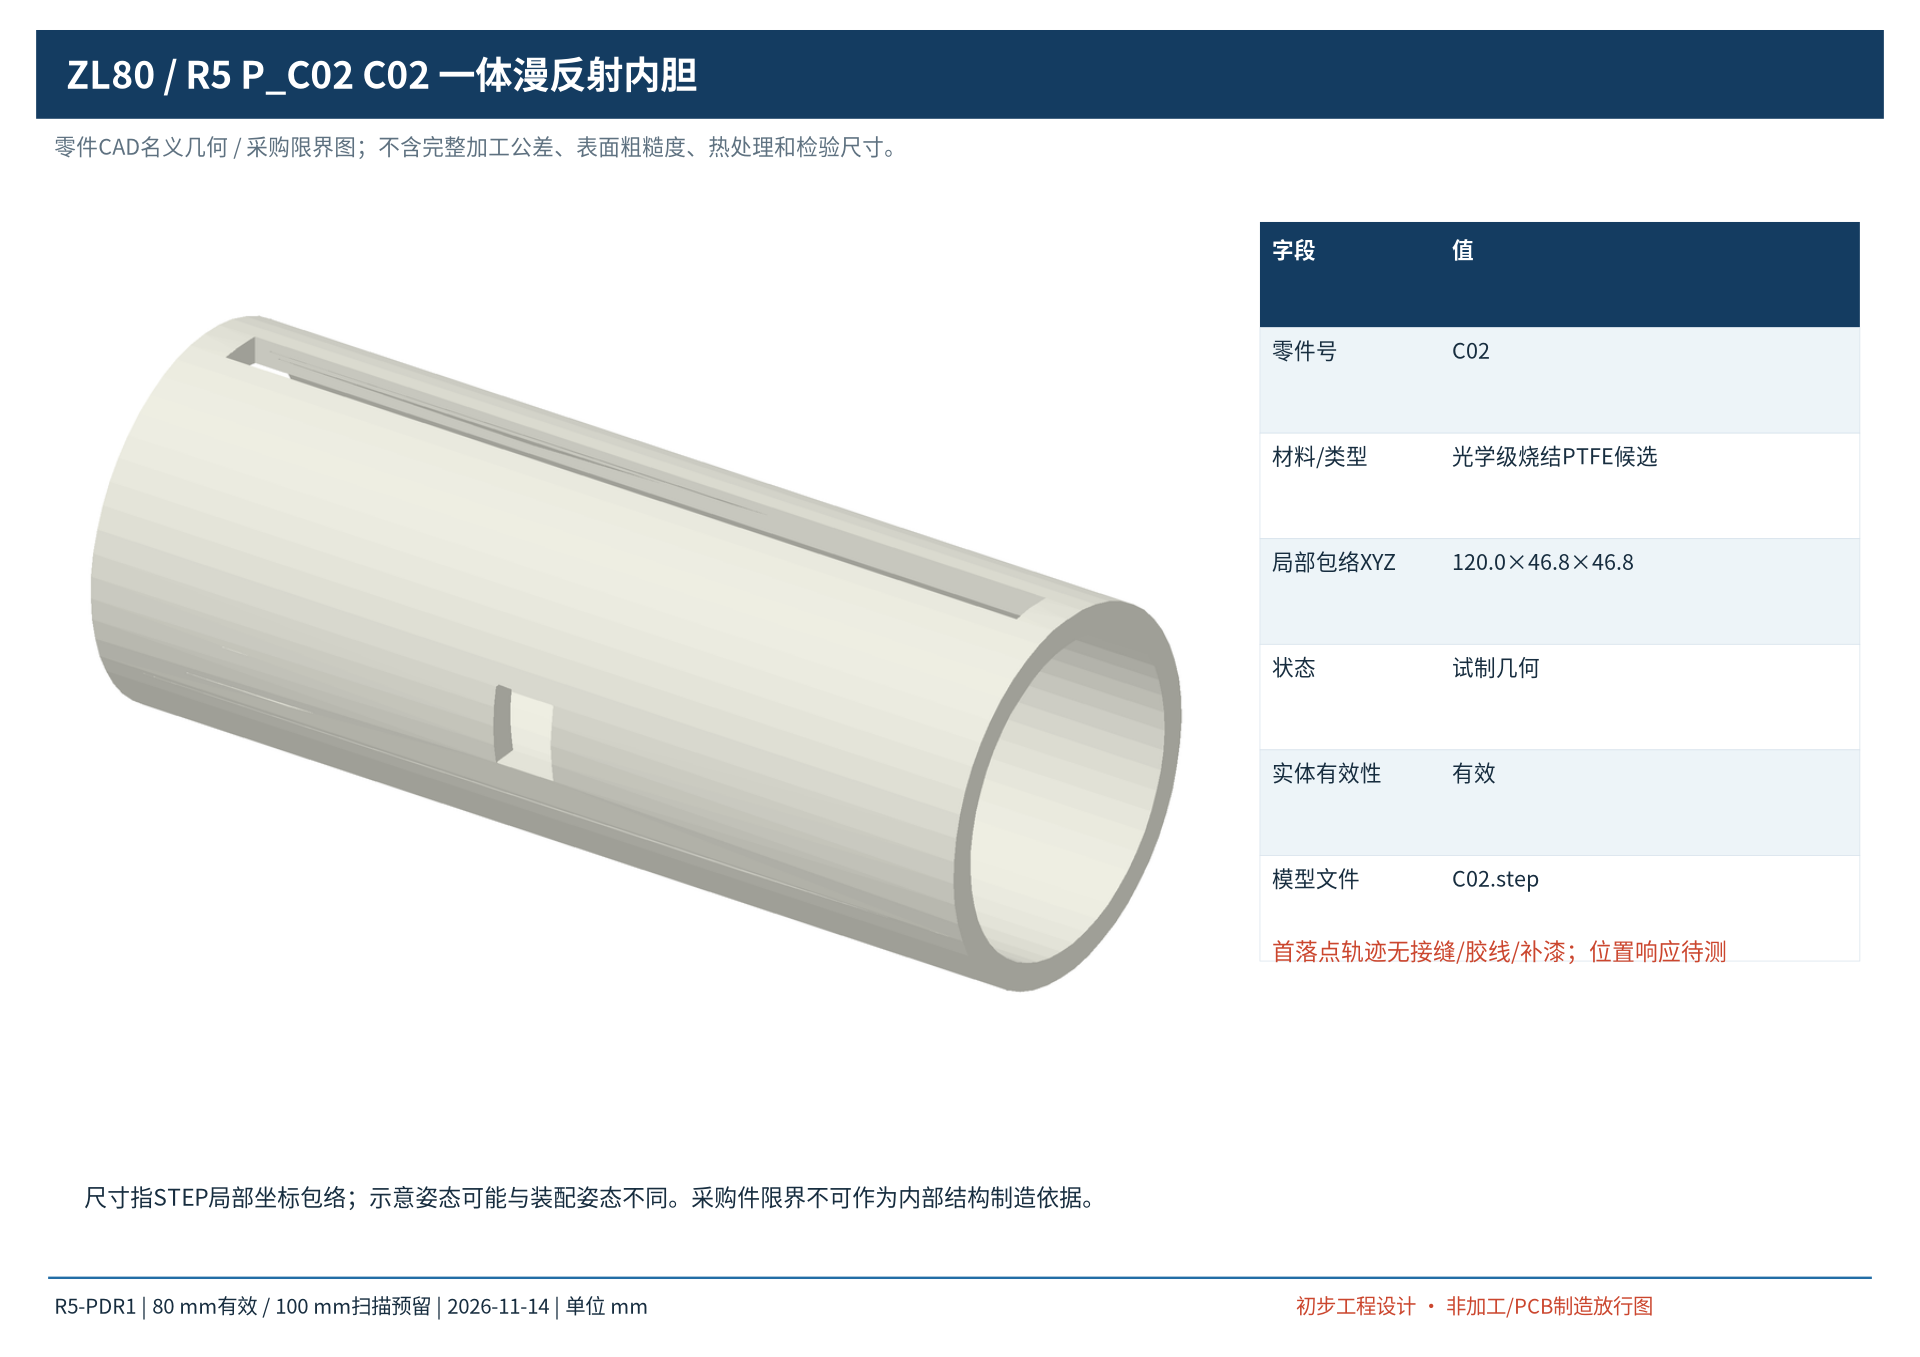 ZL80 / R5 P_C02 C02 一体漫反射内胆
零件CAD名义几何 / 采购限界图；不含完整加工公差、表面粗糙度、热处理和检验尺寸。
字段 值
零件号 C02
材料/类型 光学级烧结PTFE候选
局部包络XYZ 120.0×46.8×46.8
状态 试制几何
实体有效性 有效
模型文件 C02.step
首落点轨迹无接缝/胶线/补漆；位置响应待测
尺寸指STEP局部坐标包络；示意姿态可能与装配姿态不同。采购件限界不可作为内部结构制造依据。
R5-PDR1 | 80 mm有效 / 100 mm扫描预留 | 2026-11-14 | 单位 mm
初步工程设计 · 非加工/PCB制造放行图